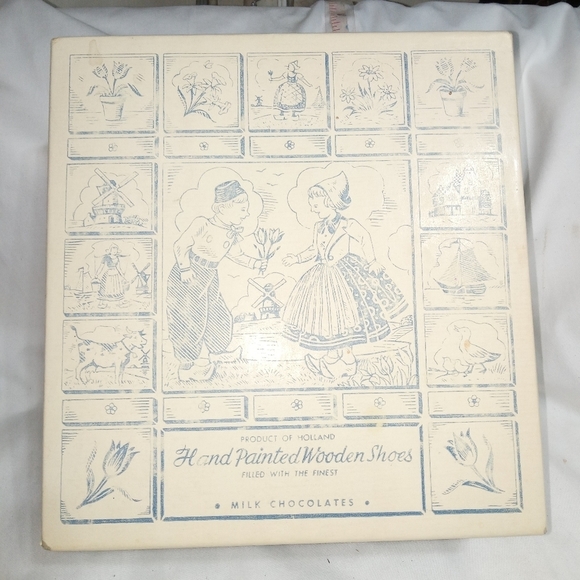 PRODUCT OF HOLLAND
Hand Painted Wooden Shoes
FILLED WITH THE FINEST
• MILK CHOCOLATES •